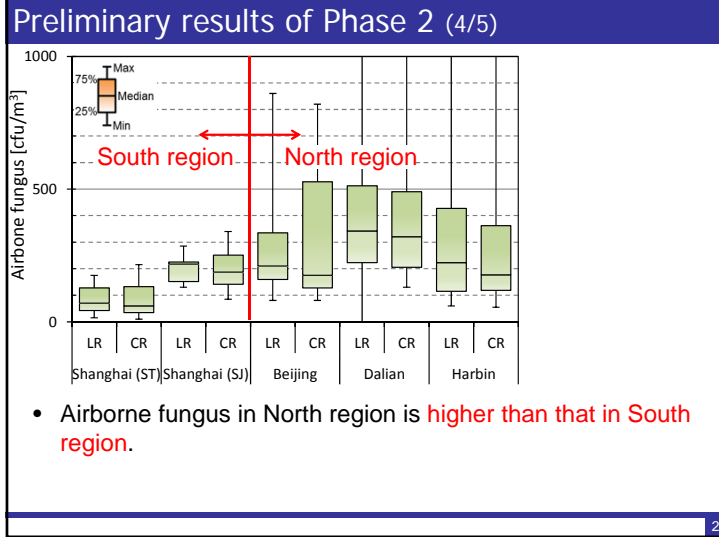 Preliminary results of Phase 2 (4/5)
Airbone fungus [cfu/m³]
1000
500
0
75%
25%
Max
Median
Min
South region
North region
LR CR LR CR LR CR LR CR LR CR
Shanghai (ST) Shanghai (SJ) Beijing Dalian Harbin
• Airborne fungus in North region is higher than that in South
region.
2